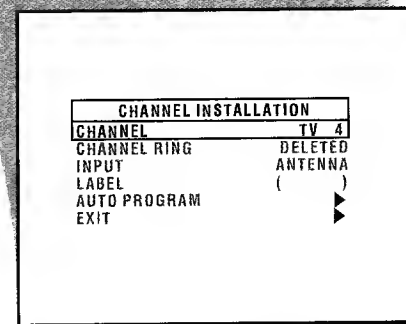 CHANNEL INSTALLATION
CHANNEL TV 4
CHANNEL RING DELETED
INPUT ANTENNA
LABEL ( )
AUTO PROGRAM ▶
EXIT ▶